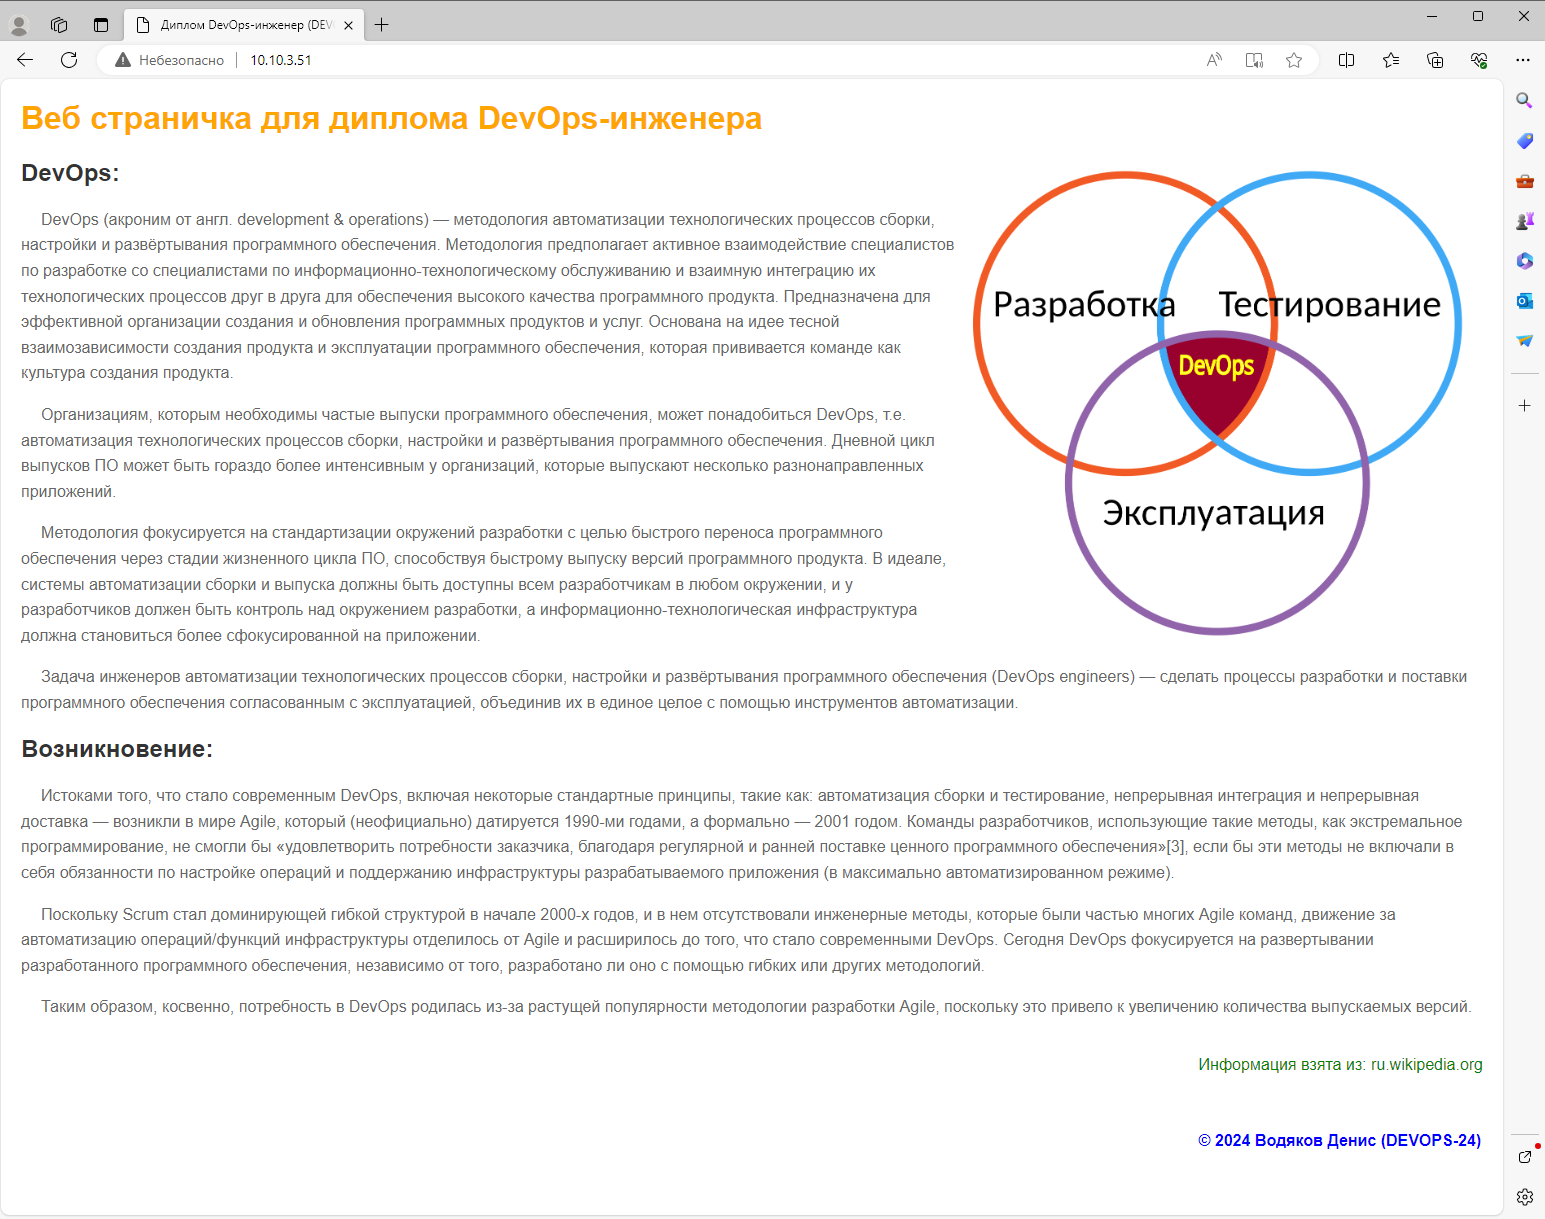 Диплом DevOps-инженер (DEV
Небезопасно
10.10.3.51
Веб страничка для диплома DevOps-инженера
DevOps:
DevOps (акроним от англ. development & operations) — методология автоматизации технологических процессов сборки,
настройки и развёртывания программного обеспечения. Методология предполагает активное взаимодействие специалистов
по разработке со специалистами по информационно-технологическому обслуживанию и взаимную интеграцию их
технологических процессов друг в друга для обеспечения высокого качества программного продукта. Предназначена для
эффективной организации создания и обновления программных продуктов и услуг. Основана на идее тесной
взаимозависимости создания продукта и эксплуатации программного обеспечения, которая прививается команде как
культура создания продукта.
Организациям, которым необходимы частые выпуски программного обеспечения, может понадобиться DevOps, т.е.
автоматизация технологических процессов сборки, настройки и развёртывания программного обеспечения. Дневной цикл
выпусков ПО может быть гораздо более интенсивным у организаций, которые выпускают несколько разнонаправленных
приложений.
Методология фокусируется на стандартизации окружений разработки с целью быстрого переноса программного
обеспечения через стадии жизненного цикла ПО, способствуя быстрому выпуску версий программного продукта. В идеале,
системы автоматизации сборки и выпуска должны быть доступны всем разработчикам в любом окружении, и у
разработчиков должен быть контроль над окружением разработки, а информационно-технологическая инфраструктура
должна становиться более сфокусированной на приложении.
Разработка
Тестирование
DevOps
Эксплуатация
Задача инженеров автоматизации технологических процессов сборки, настройки и развёртывания программного обеспечения (DevOps engineers) — сделать процессы разработки и поставки
программного обеспечения согласованным с эксплуатацией, объединив их в единое целое с помощью инструментов автоматизации.
Возникновение:
Истоками того, что стало современным DevOps, включая некоторые стандартные принципы, такие как: автоматизация сборки и тестирование, непрерывная интеграция и непрерывная
доставка — возникли в мире Agile, который (неофициально) датируется 1990-ми годами, а формально — 2001 годом. Команды разработчиков, использующие такие методы, как экстремальное
программирование, не смогли бы «удовлетворить потребности заказчика, благодаря регулярной и ранней поставке ценного программного обеспечения»[3], если бы эти методы не включали в
себя обязанности по настройке операций и поддержанию инфраструктуры разрабатываемого приложения (в максимально автоматизированном режиме).
Поскольку Scrum стал доминирующей гибкой структурой в начале 2000-х годов, и в нем отсутствовали инженерные методы, которые были частью многих Agile команд, движение за
автоматизацию операций/функций инфраструктуры отделилось от Agile и расширилось до того, что стало современными DevOps. Сегодня DevOps фокусируется на развертывании
разработанного программного обеспечения, независимо от того, разработано ли оно с помощью гибких или других методологий.
Таким образом, косвенно, потребность в DevOps родилась из-за растущей популярности методологии разработки Agile, поскольку это привело к увеличению количества выпускаемых версий.
Информация взята из: ru.wikipedia.org
© 2024 Водяков Денис (DEVOPS-24)